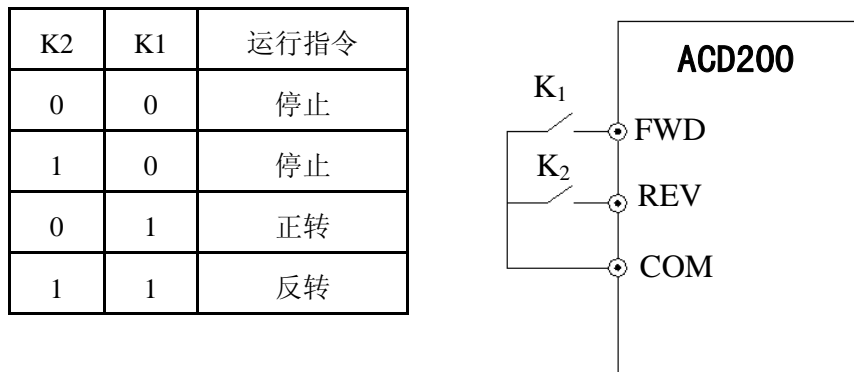 K2 K1 运行指令
0 0 停止
1 0 停止
0 1 正转
1 1 反转
ACD200
K₁
FWD
K₂
REV
COM